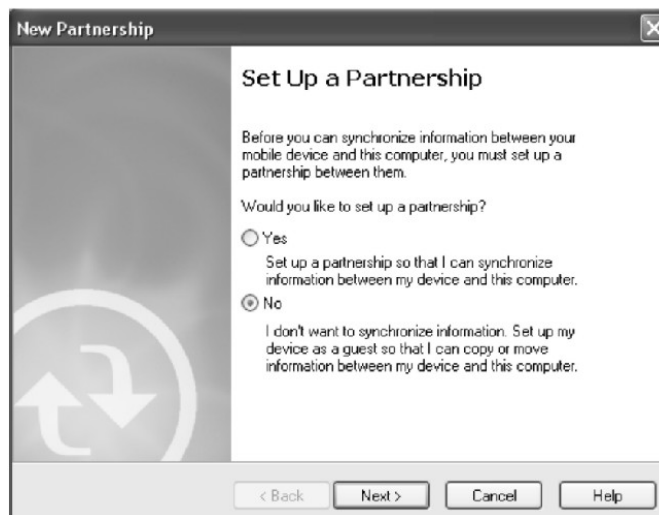 New Partnership
Set Up a Partnership
Before you can synchronize information between your
mobile device and this computer, you must set up a
partnership between them.
Would you like to set up a partnership?
Yes
Set up a partnership so that I can synchronize
information between my device and this computer.
No
I don't want to synchronize information. Set up my
device as a guest so that I can copy or move
information between my device and this computer.
< Back Next > Cancel Help